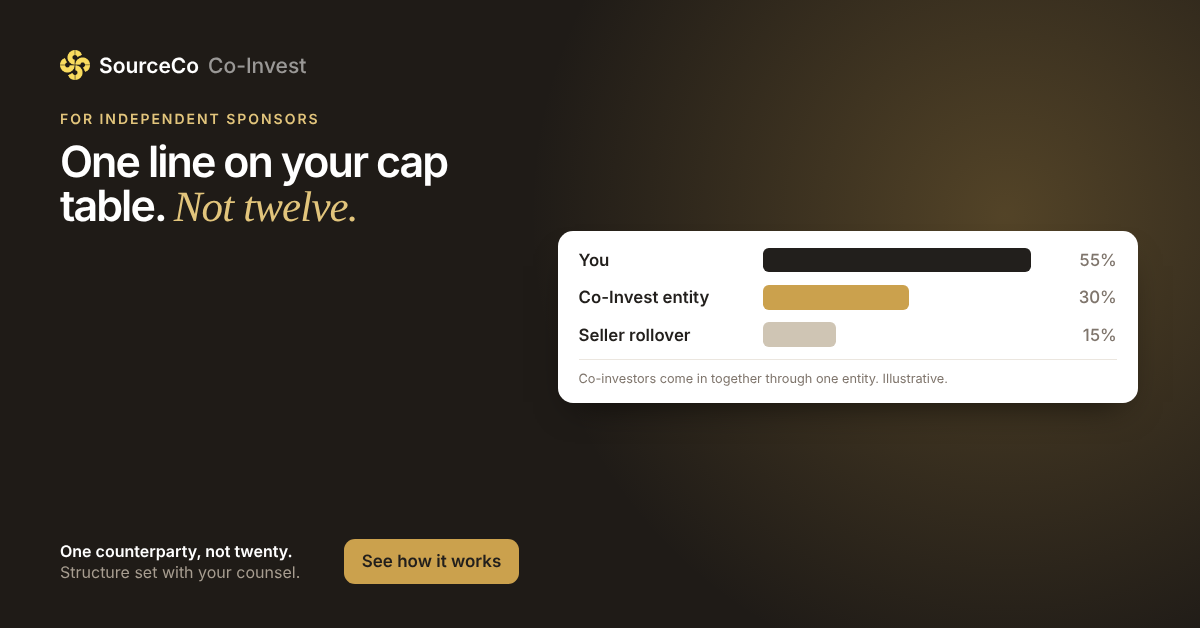 SourceCo Co-Invest
FOR INDEPENDENT SPONSORS
One line on your cap
table. Not twelve.
You 55%
Co-Invest entity 30%
Seller rollover 15%
Co-investors come in together through one entity. Illustrative.
One counterparty, not twenty.
Structure set with your counsel.
See how it works